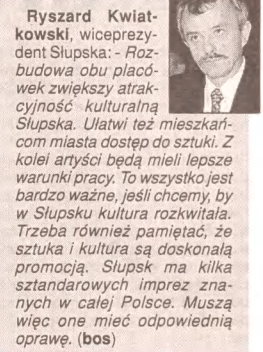 Ryszard Kwiat-
kowski, wiceprezy-
dent Słupska: - Roz-
budowa obu placó-
wek zwiększy atrak-
cyjność kulturalną
Słupska. Ułatwi też mieszkań-
com miasta dostęp do sztuki. Z
kolei artyści będą mieli lepsze
warunki pracy. To wszystko jest
bardzo ważne, jeśli chcemy, by
w Słupsku kultura rozkwitała.
Trzeba również pamiętać, że
sztuka i kultura są doskonałą
promocją. Słupsk ma kilka
sztandarowych imprez zna-
nych w całej Polsce. Muszą
więc one mieć odpowiednią
oprawę. (bos)